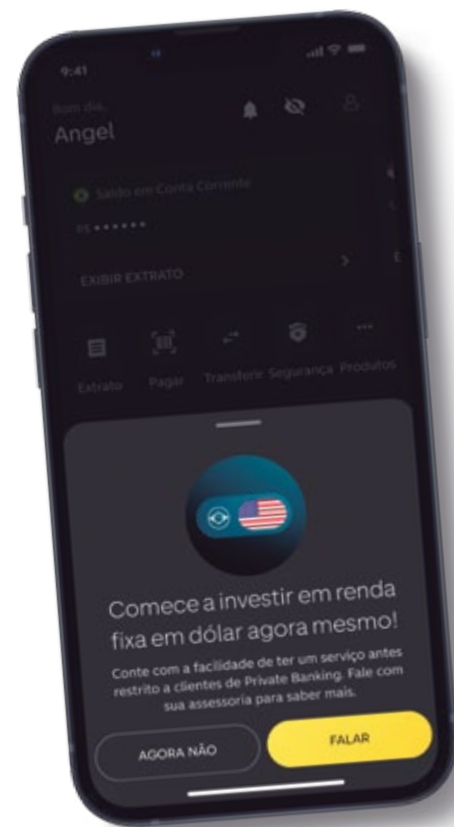 9:41
Bom dia,
Angel
Saldo em Conta Corrente
R$ ••••••
EXIBIR EXTRATO
Extrato Pagar Transferir Segurança Produtos
Comece a investir em renda
fixa em dólar agora mesmo!
Conte com a facilidade de ter um serviço antes
restrito a clientes de Private Banking. Fale com
sua assessoria para saber mais.
AGORA NÃO FALAR